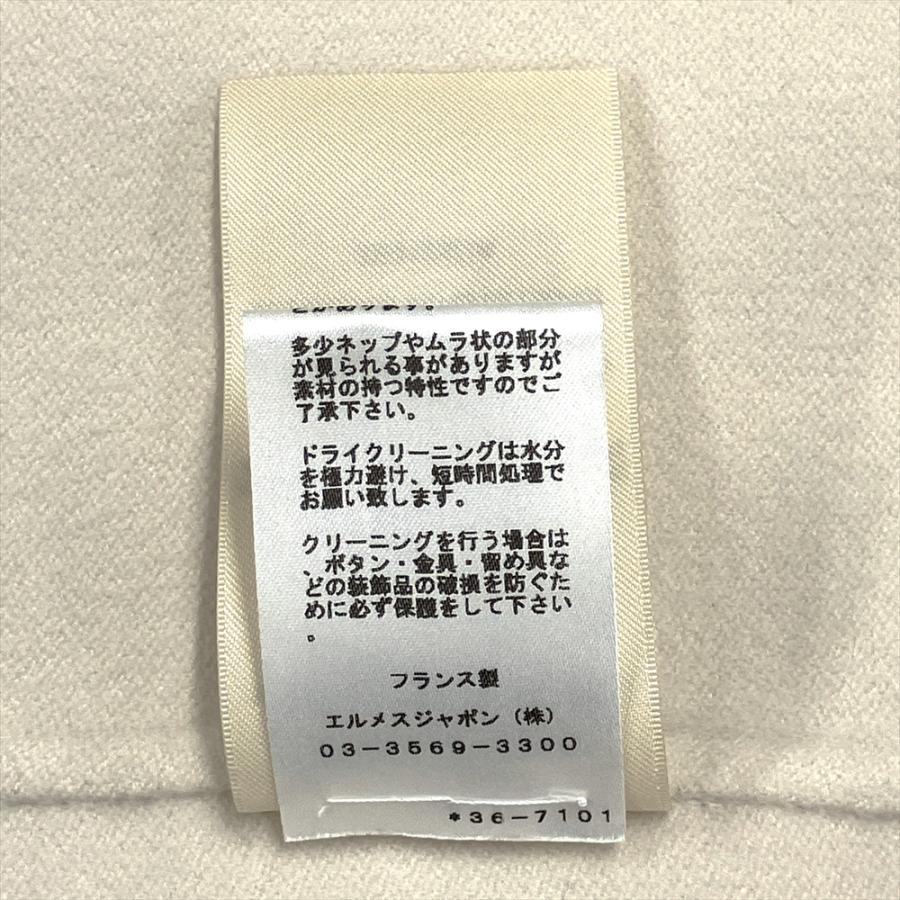 とがあります。
多少ネップやムラ状の部分
が見られる事がありますが
素材の持つ特性ですのでご
了承下さい。
ドライクリーニングは水分
を極力避け、短時間処理で
お願い致します。
クリーニングを行う場合は
、ボタン・金具・留め具な
どの装飾品の破損を防ぐた
めに必ず保護をして下さい
。
フランス製
エルメスジャポン（株）
03-3569-3300
*36-7101